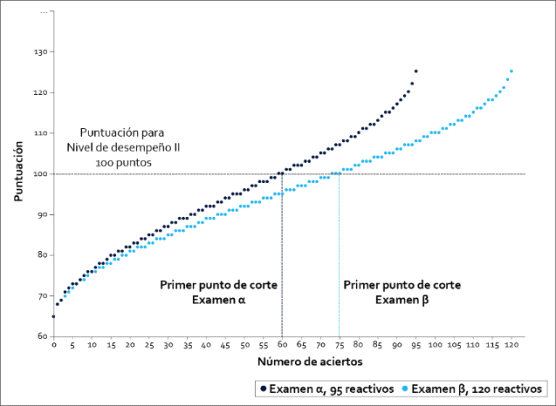 ...
130
120
110
100
90
80
70
60
Puntuación
Puntuación para
Nivel de desempeño II
100 puntos
Primer punto de corte
Examen α
Primer punto de corte
Examen β
0 5 10 15 20 25 30 35 40 45 50 55 60 65 70 75 80 85 90 95 100 105 110 115 120
Número de aciertos
Examen α, 95 reactivos Examen β, 120 reactivos